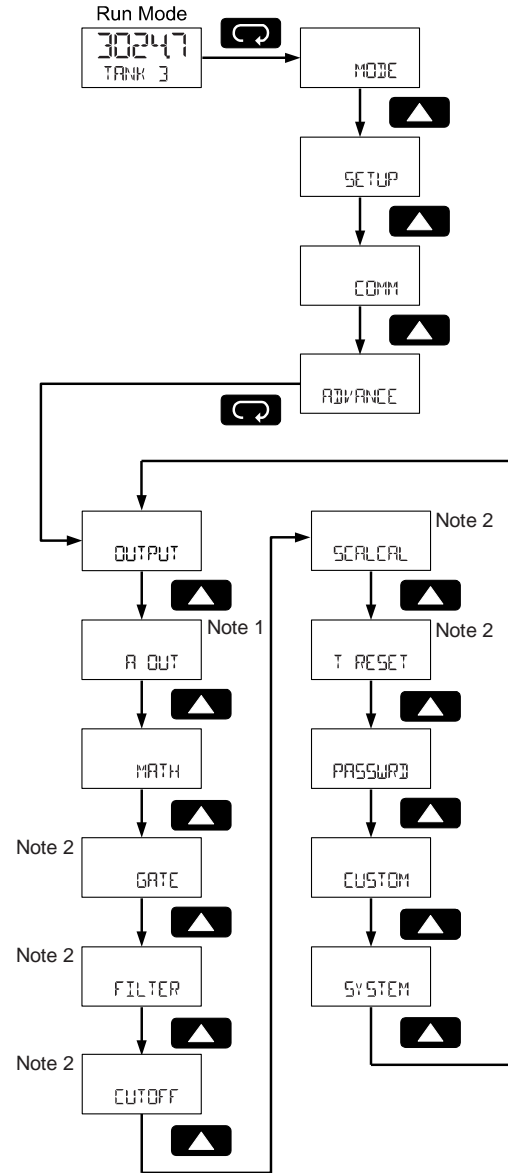 Run Mode
30247
TANK 3
MODE
SETUP
COMM
ADVANCE
OUTPUT
A OUT
Note 1
MATH
Note 2
GATE
Note 2
FILTER
Note 2
CUTOFF
Note 2
SCALCAL
Note 2
T RESET
PASSWRD
CUSTOM
SYSTEM